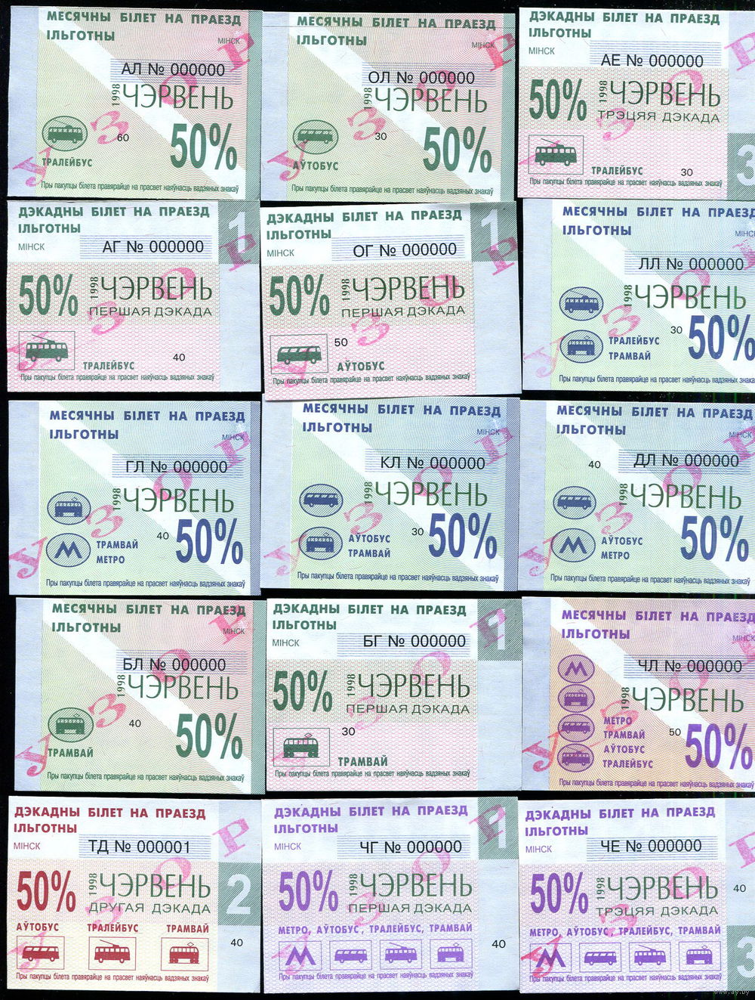 МЕСЯЧНЫ БІЛЕТ НА ПРАЕЗД
ІЛЬГОТНЫ
МІНСК
АЛ № 000000
1998 ЧЭРВЕНЬ
60
50%
ТРАЛЕЙБУС
Пры пакупцы білета правярайце на прасвет наяўнасць вадзяных знакаў
УЗОР
МЕСЯЧНЫ БІЛЕТ НА ПРАЕЗД
ІЛЬГОТНЫ
МІНСК
ОЛ № 000000
1998 ЧЭРВЕНЬ
30
50%
АЎТОБУС
Пры пакупцы білета правярайце на прасвет наяўнасць вадзяных знакаў
УЗОР
ДЭКАДНЫ БІЛЕТ НА ПРАЕЗД
ІЛЬГОТНЫ
МІНСК
АЕ № 000000
50%
1998 ЧЭРВЕНЬ
ТРЭЦЯЯ ДЭКАДА
3
ТРАЛЕЙБУС
30
Пры пакупцы білета правярайце на прасвет наяўнасць вадзяных знакаў
УЗОР
ДЭКАДНЫ БІЛЕТ НА ПРАЕЗД
ІЛЬГОТНЫ
1
МІНСК
АГ № 000000
50%
1998 ЧЭРВЕНЬ
ПЕРШАЯ ДЭКАДА
40
ТРАЛЕЙБУС
Пры пакупцы білета правярайце на прасвет наяўнасць вадзяных знакаў
УЗОР
ДЭКАДНЫ БІЛЕТ НА ПРАЕЗД
ІЛЬГОТНЫ
1
МІНСК
ОГ № 000000
50%
1998 ЧЭРВЕНЬ
ПЕРШАЯ ДЭКАДА
50
АЎТОБУС
Пры пакупцы білета правярайце на прасвет наяўнасць вадзяных знакаў
УЗОР
МЕСЯЧНЫ БІЛЕТ НА ПРАЕЗД
ІЛЬГОТНЫ
МІНСК
ЛЛ № 000000
1998 ЧЭРВЕНЬ
30
50%
ТРАЛЕЙБУС
ТРАМВАЙ
Пры пакупцы білета правярайце на прасвет наяўнасць вадзяных знакаў
УЗОР
МЕСЯЧНЫ БІЛЕТ НА ПРАЕЗД
ІЛЬГОТНЫ
МІНСК
ГЛ № 000000
1998 ЧЭРВЕНЬ
40
50%
ТРАМВАЙ
МЕТРО
Пры пакупцы білета правярайце на прасвет наяўнасць вадзяных знакаў
УЗОР
МЕСЯЧНЫ БІЛЕТ НА ПРАЕЗД
ІЛЬГОТНЫ
МІНСК
КЛ № 000000
1998 ЧЭРВЕНЬ
30
50%
АЎТОБУС
ТРАМВАЙ
Пры пакупцы білета правярайце на прасвет наяўнасць вадзяных знакаў
УЗОР
МЕСЯЧНЫ БІЛЕТ НА ПРАЕЗД
ІЛЬГОТНЫ
МІНСК
40
ДЛ № 000000
1998 ЧЭРВЕНЬ
50%
АЎТОБУС
МЕТРО
Пры пакупцы білета правярайце на прасвет наяўнасць вадзяных знакаў
УЗОР
МЕСЯЧНЫ БІЛЕТ НА ПРАЕЗД
ІЛЬГОТНЫ
МІНСК
БЛ № 000000
1998 ЧЭРВЕНЬ
40
50%
ТРАМВАЙ
Пры пакупцы білета правярайце на прасвет наяўнасць вадзяных знакаў
УЗОР
ДЭКАДНЫ БІЛЕТ НА ПРАЕЗД
ІЛЬГОТНЫ
1
МІНСК
БГ № 000000
50%
1998 ЧЭРВЕНЬ
ПЕРШАЯ ДЭКАДА
30
ТРАМВАЙ
Пры пакупцы білета правярайце на прасвет наяўнасць вадзяных знакаў
УЗОР
МЕСЯЧНЫ БІЛЕТ НА ПРАЕЗД
ІЛЬГОТНЫ
МІНСК
ЧЛ № 000000
1998 ЧЭРВЕНЬ
МЕТРО
ТРАМВАЙ
АЎТОБУС
ТРАЛЕЙБУС
50
50%
Пры пакупцы білета правярайце на прасвет наяўнасць вадзяных знакаў
УЗОР
ДЭКАДНЫ БІЛЕТ НА ПРАЕЗД
ІЛЬГОТНЫ
МІНСК
ТД № 000001
50%
1998 ЧЭРВЕНЬ
ДРУГАЯ ДЭКАДА
2
АЎТОБУС ТРАЛЕЙБУС ТРАМВАЙ
40
Пры пакупцы білета правярайце на прасвет наяўнасць вадзяных знакаў
УЗОР
ДЭКАДНЫ БІЛЕТ НА ПРАЕЗД
ІЛЬГОТНЫ
1
МІНСК
ЧГ № 000000
50%
1998 ЧЭРВЕНЬ
ПЕРШАЯ ДЭКАДА
МЕТРО, АЎТОБУС, ТРАЛЕЙБУС, ТРАМВАЙ
40
Пры пакупцы білета правярайце на прасвет наяўнасць вадзяных знакаў
УЗОР
ДЭКАДНЫ БІЛЕТ НА ПРАЕЗД
ІЛЬГОТНЫ
МІНСК
ЧЕ № 000000
50%
1998 ЧЭРВЕНЬ
ТРЭЦЯЯ ДЭКАДА
40
МЕТРО, АЎТОБУС, ТРАЛЕЙБУС, ТРАМВАЙ
3
Пры пакупцы білета правярайце на прасвет наяўнасць вадзяных знакаў
УЗОР
www.ay.by